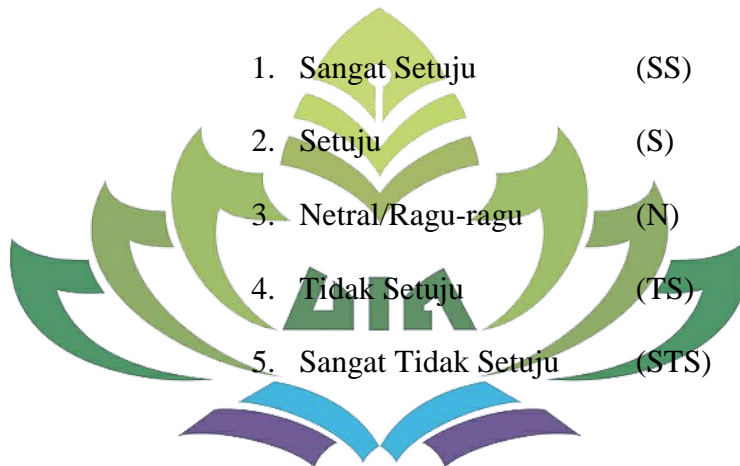 1. Sangat Setuju (SS)
2. Setuju (S)
3. Netral/Ragu-ragu (N)
4. Tidak Setuju (TS)
UTA
5. Sangat Tidak Setuju (STS)